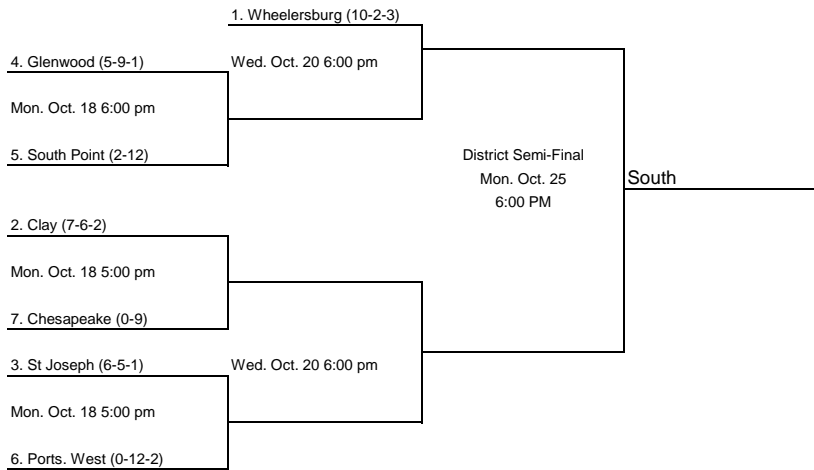 1. Wheelersburg (10-2-3)
4. Glenwood (5-9-1)
Wed. Oct. 20 6:00 pm
Mon. Oct. 18 6:00 pm
5. South Point (2-12)
District Semi-Final
Mon. Oct. 25
6:00 PM
South
2. Clay (7-6-2)
Mon. Oct. 18 5:00 pm
7. Chesapeake (0-9)
3. St Joseph (6-5-1)
Wed. Oct. 20 6:00 pm
Mon. Oct. 18 5:00 pm
6. Ports. West (0-12-2)